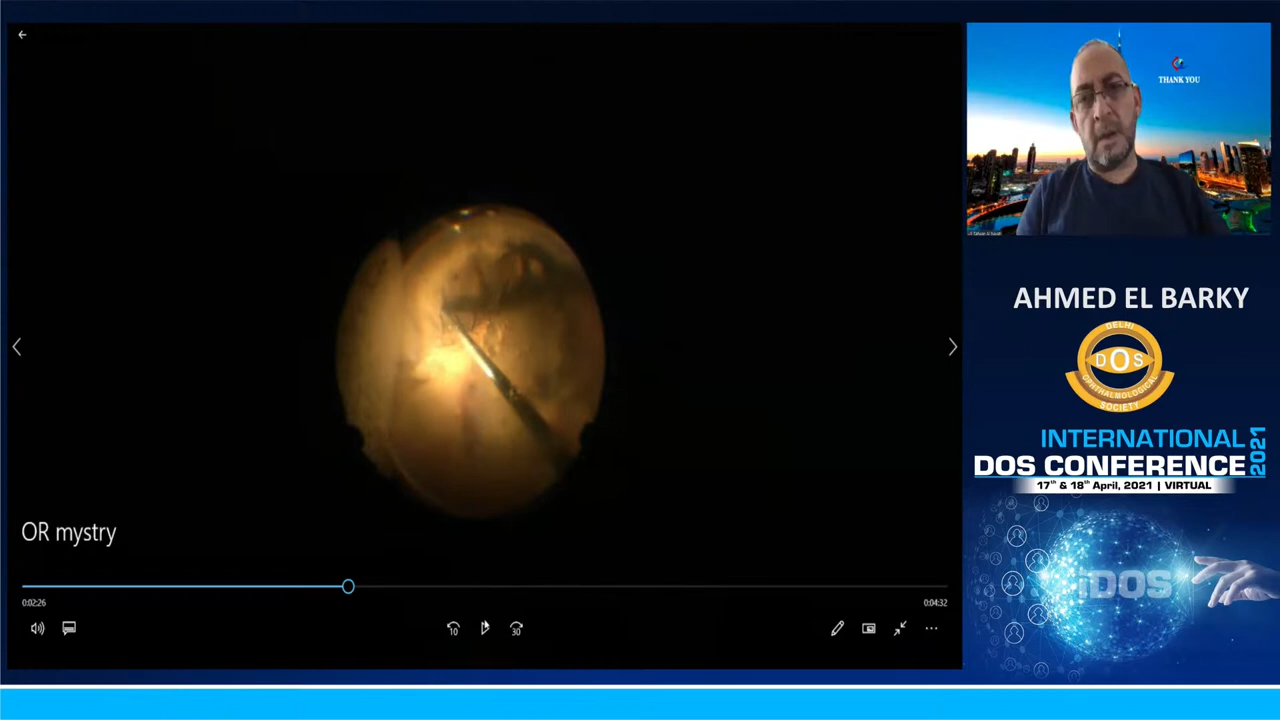 THANK YOU
AHMED EL BARKY
DELHI
DOS
OPHTHALMOLOGICAL
SOCIETY
INTERNATIONAL
DOS CONFERENCE
2021
17th & 18th April, 2021 | VIRTUAL
iDOS
OR mystry
0:02:26
0:04:32
10
30